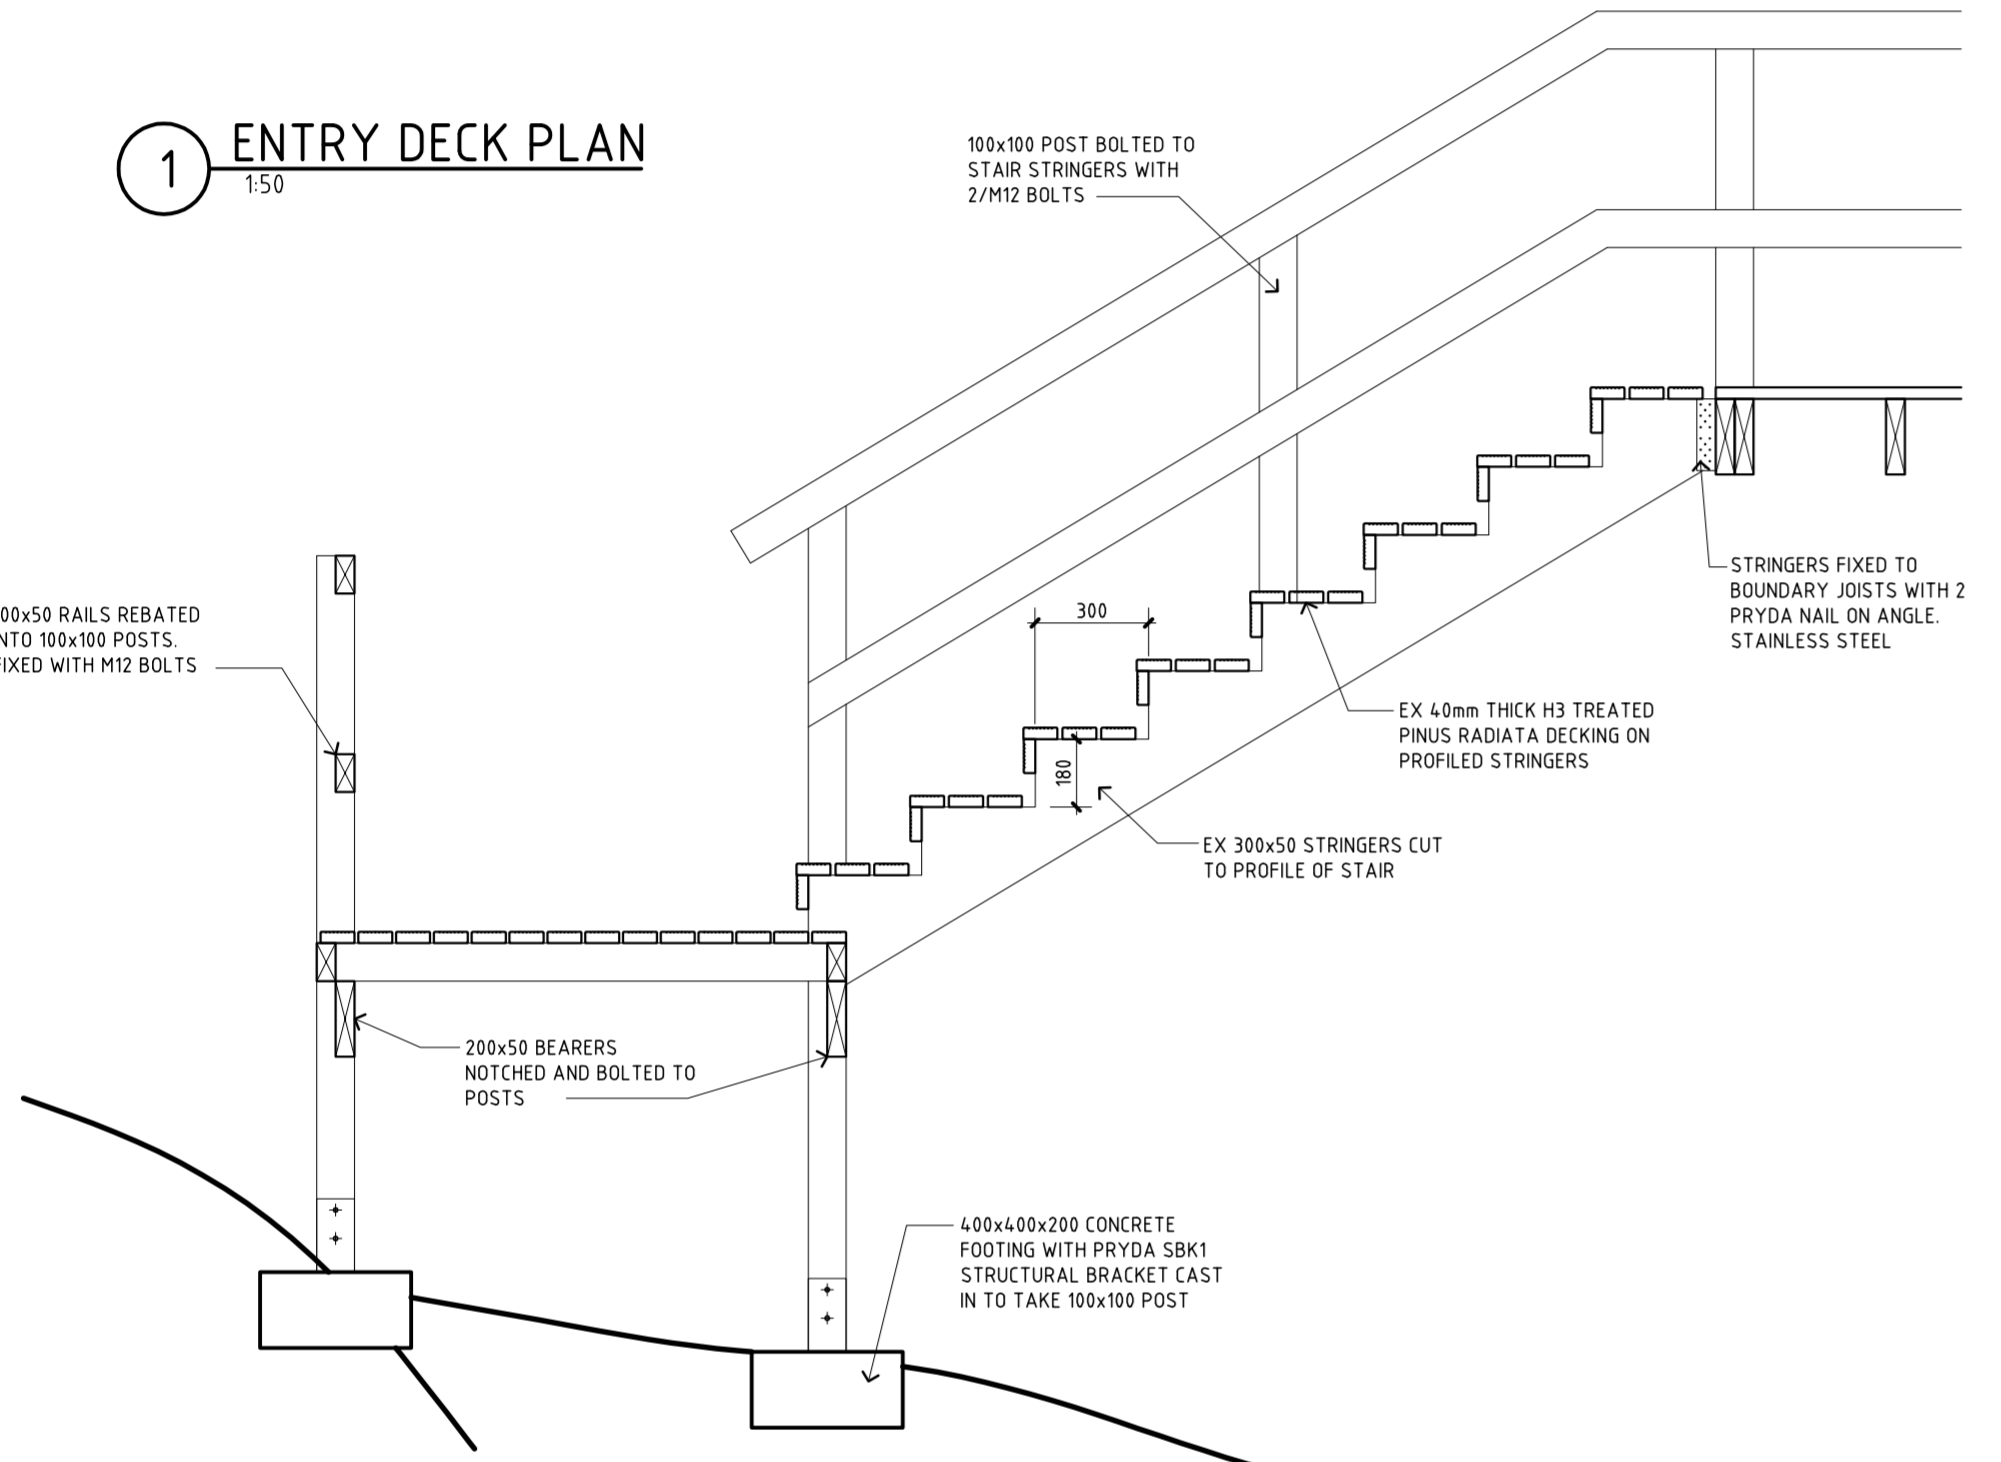 1 ENTRY DECK PLAN
1:50
100x100 POST BOLTED TO
STAIR STRINGERS WITH
2/M12 BOLTS
00x50 RAILS REBATED
NTO 100x100 POSTS.
FIXED WITH M12 BOLTS
300
180
STRINGERS FIXED TO
BOUNDARY JOISTS WITH 2
PRYDA NAIL ON ANGLE.
STAINLESS STEEL
EX 40mm THICK H3 TREATED
PINUS RADIATA DECKING ON
PROFILED STRINGERS
EX 300x50 STRINGERS CUT
TO PROFILE OF STAIR
200x50 BEARERS
NOTCHED AND BOLTED TO
POSTS
400x400x200 CONCRETE
FOOTING WITH PRYDA SBK1
STRUCTURAL BRACKET CAST
IN TO TAKE 100x100 POST